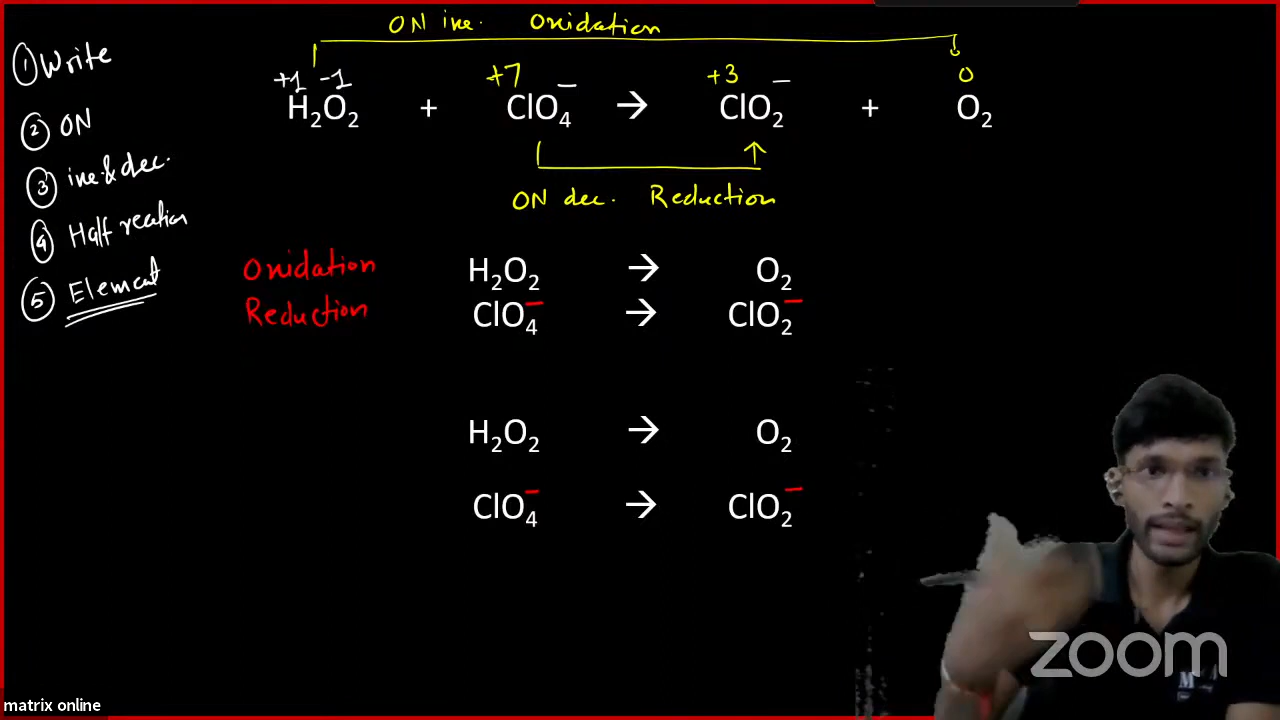 ON inc. Oxidation
① Write
+1 -1 +7 +3 0
H₂O₂ + ClO₄⁻ → ClO₂⁻ + O₂
② ON
③ inc & dec.
ON dec. Reduction
④ Half reaction
Oxidation H₂O₂ → O₂
⑤ Element
Reduction ClO₄⁻ → ClO₂⁻
H₂O₂ → O₂
ClO₄⁻ → ClO₂⁻
zoom
matrix online